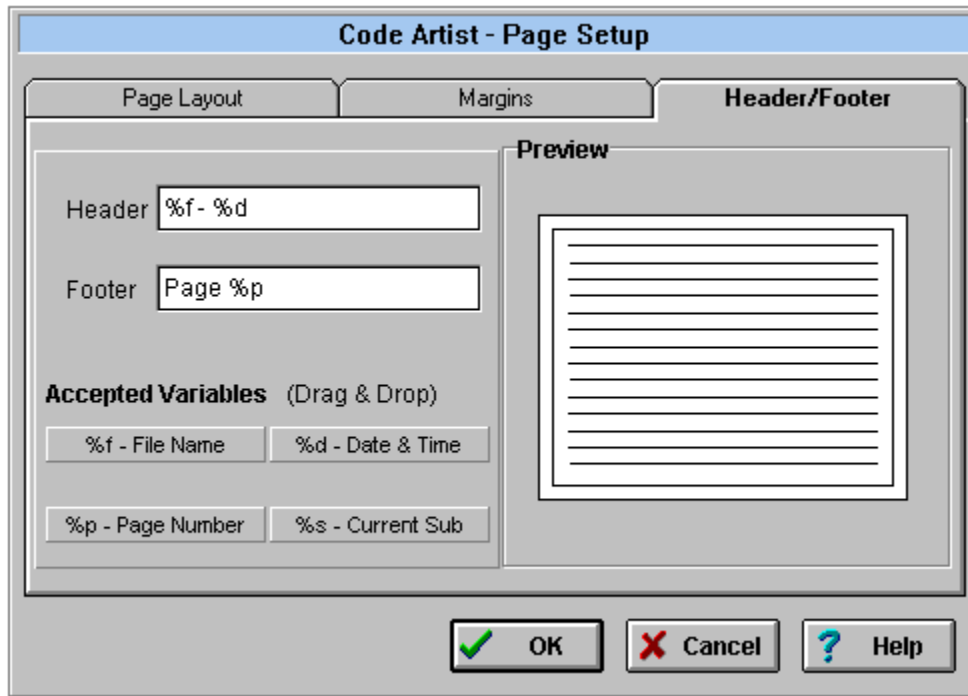 Code Artist - Page Setup
Page Layout
Margins
Header/Footer
Header
%f- %d
Footer
Page %p
Accepted Variables (Drag & Drop)
%f - File Name
%d - Date & Time
%p - Page Number
%s - Current Sub
Preview
OK
Cancel
Help